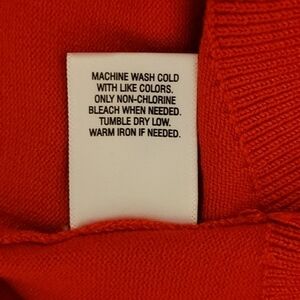 MACHINE WASH COLD
WITH LIKE COLORS.
ONLY NON-CHLORINE
BLEACH WHEN NEEDED.
TUMBLE DRY LOW.
WARM IRON IF NEEDED.